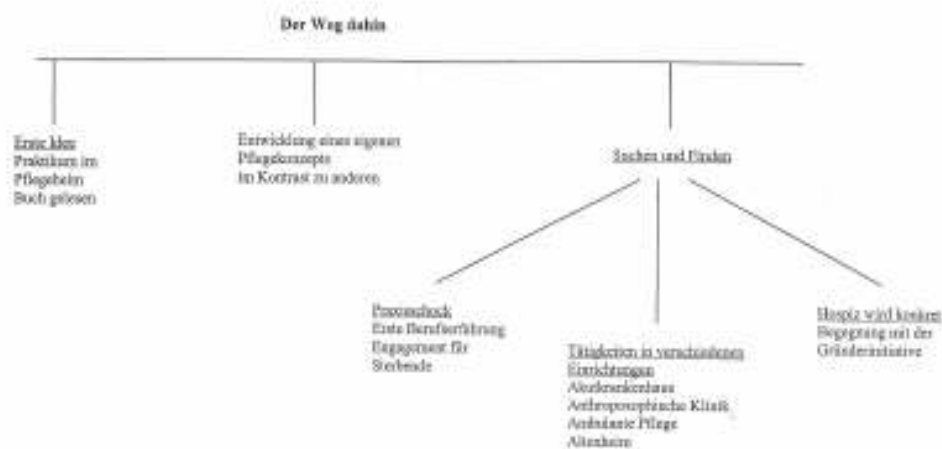 Der Weg dahin
Erste Idee
Praktikum im
Pflegeheim
Buch gelesen
Entwicklung eines eigenen
Pflegekonzepts
im Kontrast zu anderen
Suchen und Finden
Praxisschock
Erste Berufserfahrung
Engagement für
Sterbende
Tätigkeiten in verschiedenen
Einrichtungen
Akutkrankenhaus
Anthroposophische Klinik
Ambulante Pflege
Altenheim
Hospiz wird konkret
Begegnung mit der
Gründerinitiative